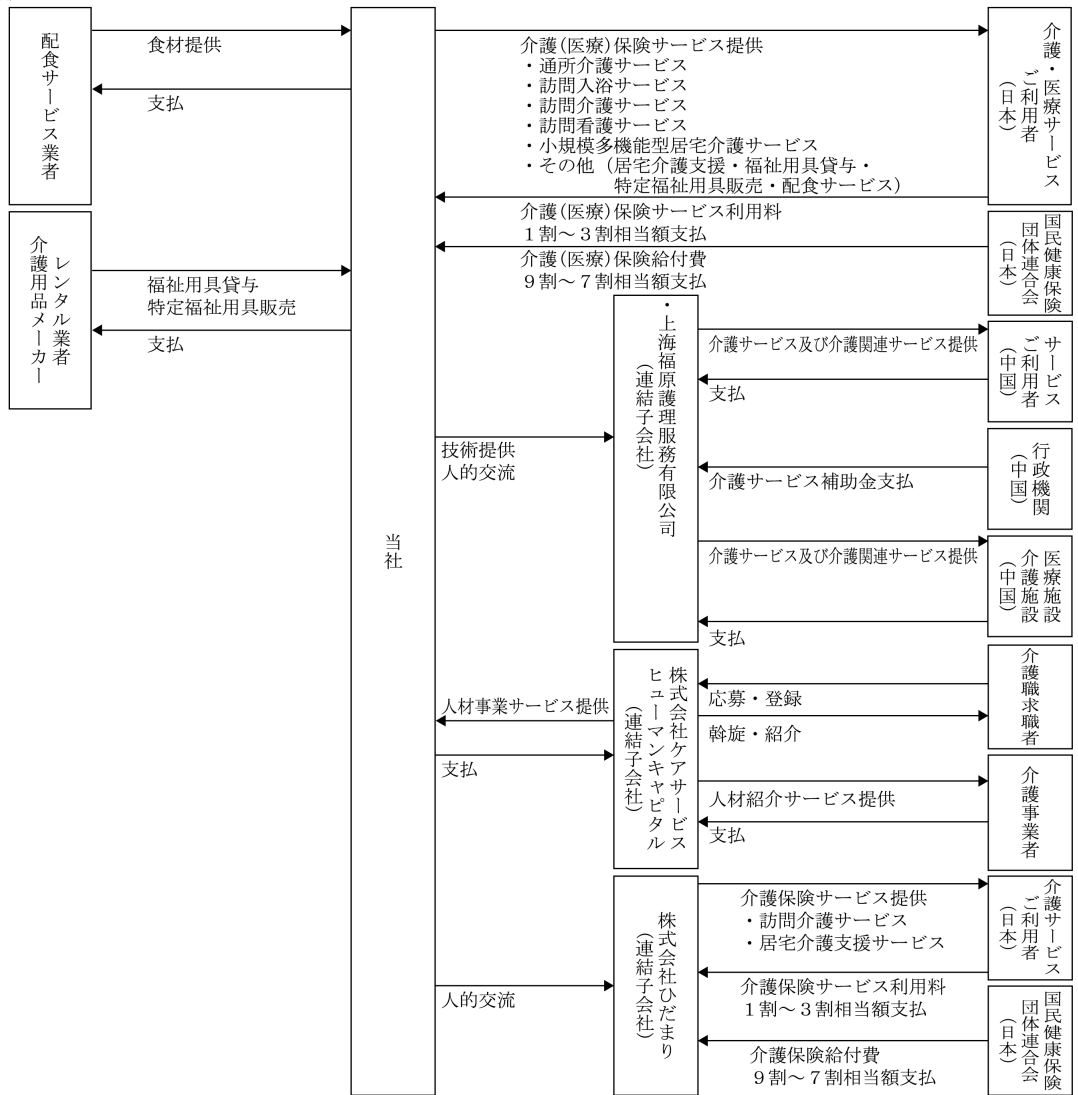 配食サービス業者
食材提供
支払
介護(医療)保険サービス提供
・通所介護サービス
・訪問入浴サービス
・訪問介護サービス
・訪問看護サービス
・小規模多機能型居宅介護サービス
・その他（居宅介護支援・福祉用具貸与・
特定福祉用具販売・配食サービス）
介護・医療サービス
ご利用者
（日本）
介護(医療)保険サービス利用料
１割～３割相当額支払
介護(医療)保険給付費
９割～７割相当額支払
国民健康保険
団体連合会
（日本）
レンタル業者
介護用品メーカー
福祉用具貸与
特定福祉用具販売
支払
当社
技術提供
人的交流
・上海福原護理服務有限公司
（連結子会社）
介護サービス及び介護関連サービス提供
支払
サービス
ご利用者
（中国）
介護サービス補助金支払
行政機関
（中国）
介護サービス及び介護関連サービス提供
支払
医療施設
介護施設
（中国）
人材事業サービス提供
支払
株式会社ケアサービス
ヒューマンキャピタル
（連結子会社）
応募・登録
斡旋・紹介
介護職求職者
人材紹介サービス提供
支払
介護事業者
人的交流
株式会社ひだまり
（連結子会社）
介護保険サービス提供
・訪問介護サービス
・居宅介護支援サービス
介護保険サービス利用料
１割～３割相当額支払
介護サービス
ご利用者
（日本）
介護保険給付費
９割～７割相当額支払
国民健康保険
団体連合会
（日本）